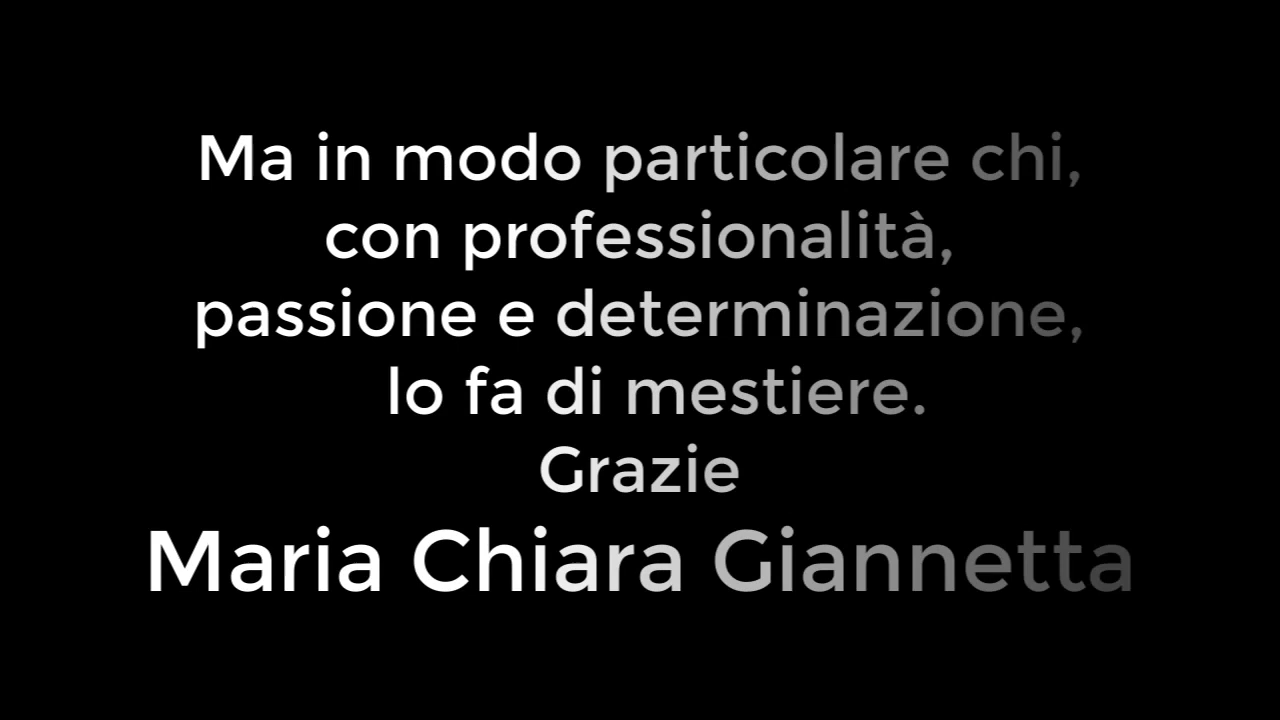 Ma in modo particolare chi,
con professionalità,
passione e determinazione,
lo fa di mestiere.
Grazie
Maria Chiara Giannetta